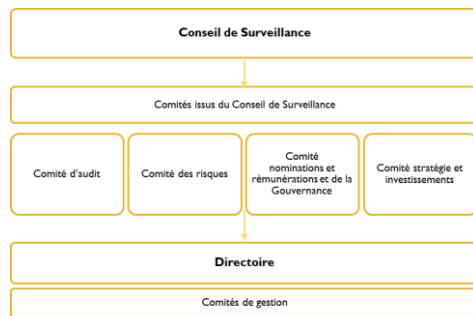 Conseil de Surveillance
Comités issus du Conseil de Surveillance
Comité d'audit
Comité des risques
Comité
nominations et
rémunérations et de la
Gouvernance
Comité stratégie et
investissements
Directoire
Comités de gestion